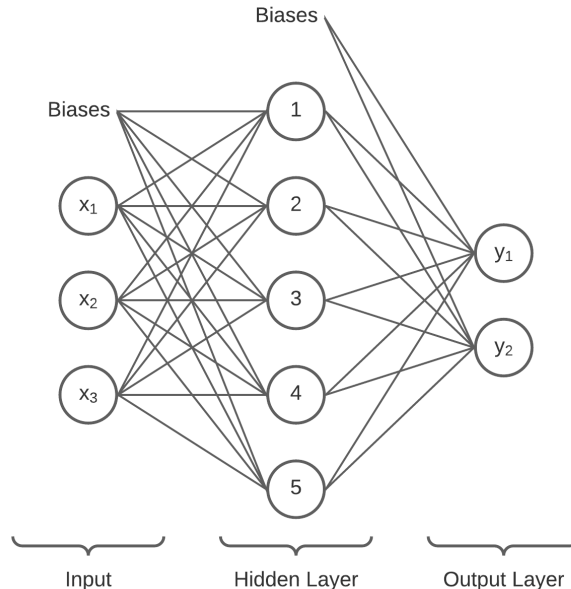 Biases
Biases
1
x₁
2
y₁
x₂
3
y₂
x₃
4
5
Input
Hidden Layer
Output Layer